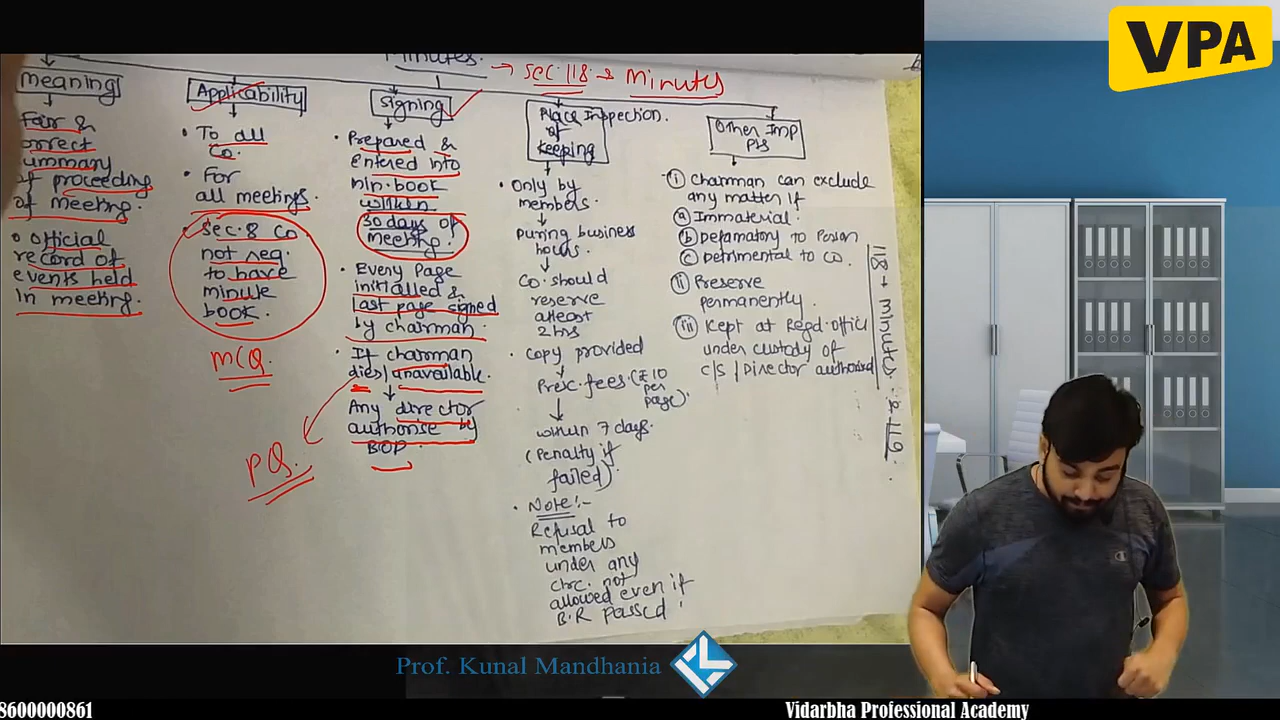 VPA
Minutes. → Sec. 118 → Minutes
Meaning
Fair &
orrect
ummary
of proceeding
of meeting.
• Official
record of
events held
in meeting.
Applicability
• To all
Co.
• For
all meetings
• Sec. 8 Co
not req.
to have
minute
book.
MCQ
Signing
• Prepared &
Entered into
Min. book
within
30 days of
meeting.
• Every Page
initialled &
last page signed
by chairman.
• If chairman
dies/unavailable.
Any director
authorise by
BOD.
PQ.
Place
of
keeping
Inspection.
• Only by
members.
During business
hours.
Co. should
reserve
atleast
2 hrs
• Copy provided
Presc. fees (₹10
per
page)
within 7 days.
(Penalty if
failed)
• Note:-
Refusal to
members
under any
circ. not
allowed even if
B.R passed.
Other Imp
Pts
(i) Chairman can exclude
any matter if
(a) Immaterial.
(b) Defamatory to Person
(c) Detrimental to Co.
(ii) Preserve
permanently.
(iii) Kept at Regd. office
under custody of
C/S / Director authorised
118 → Minutes. & 119.
Prof. Kunal Mandhania
8600000861
Vidarbha Professional Academy